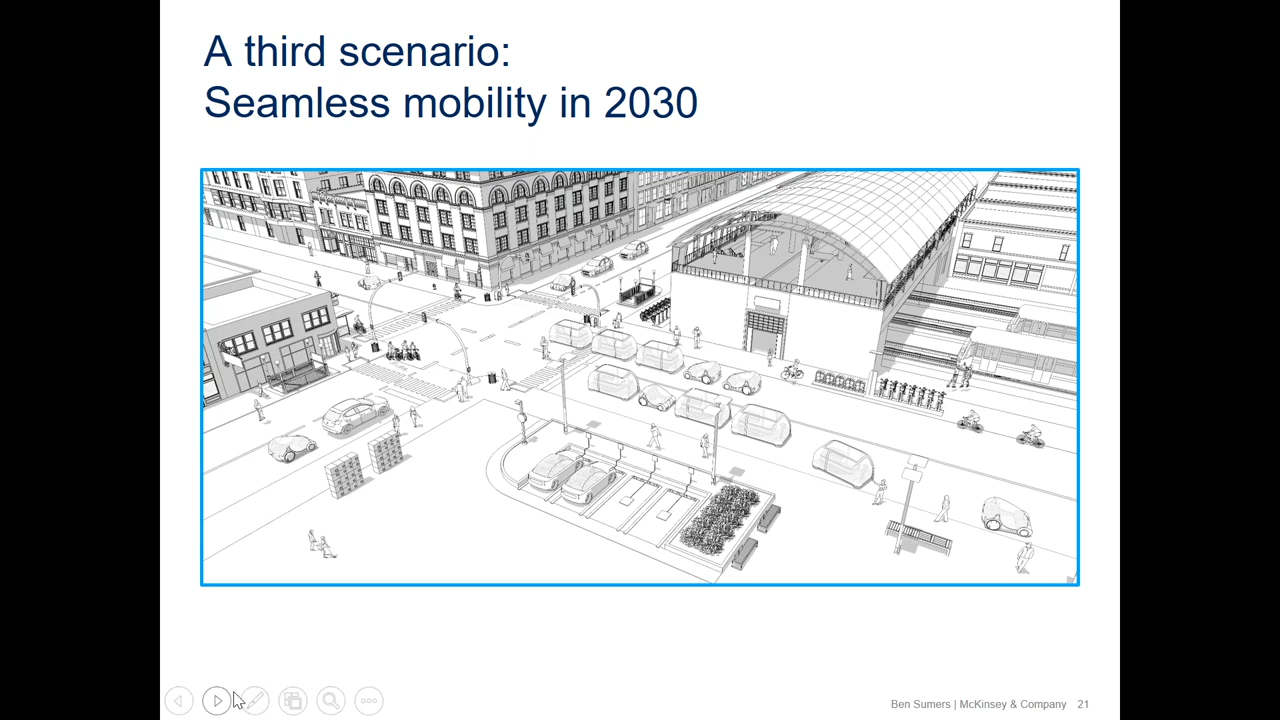 A third scenario:
Seamless mobility in 2030
Ben Sumers | McKinsey & Company 21